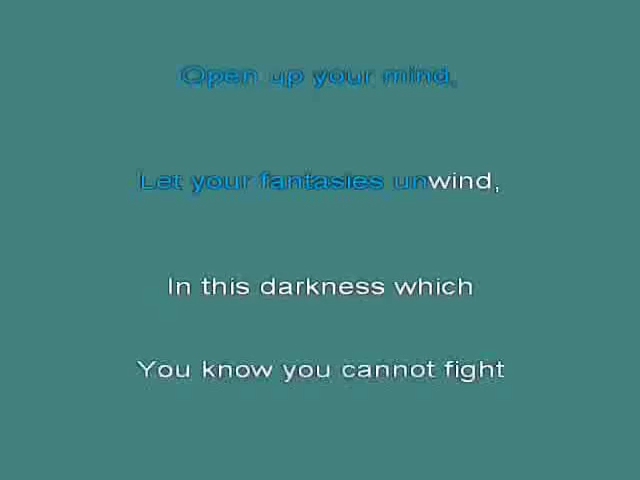 Open up your mind,
Let your fantasies unwind,
In this darkness which
You know you cannot fight